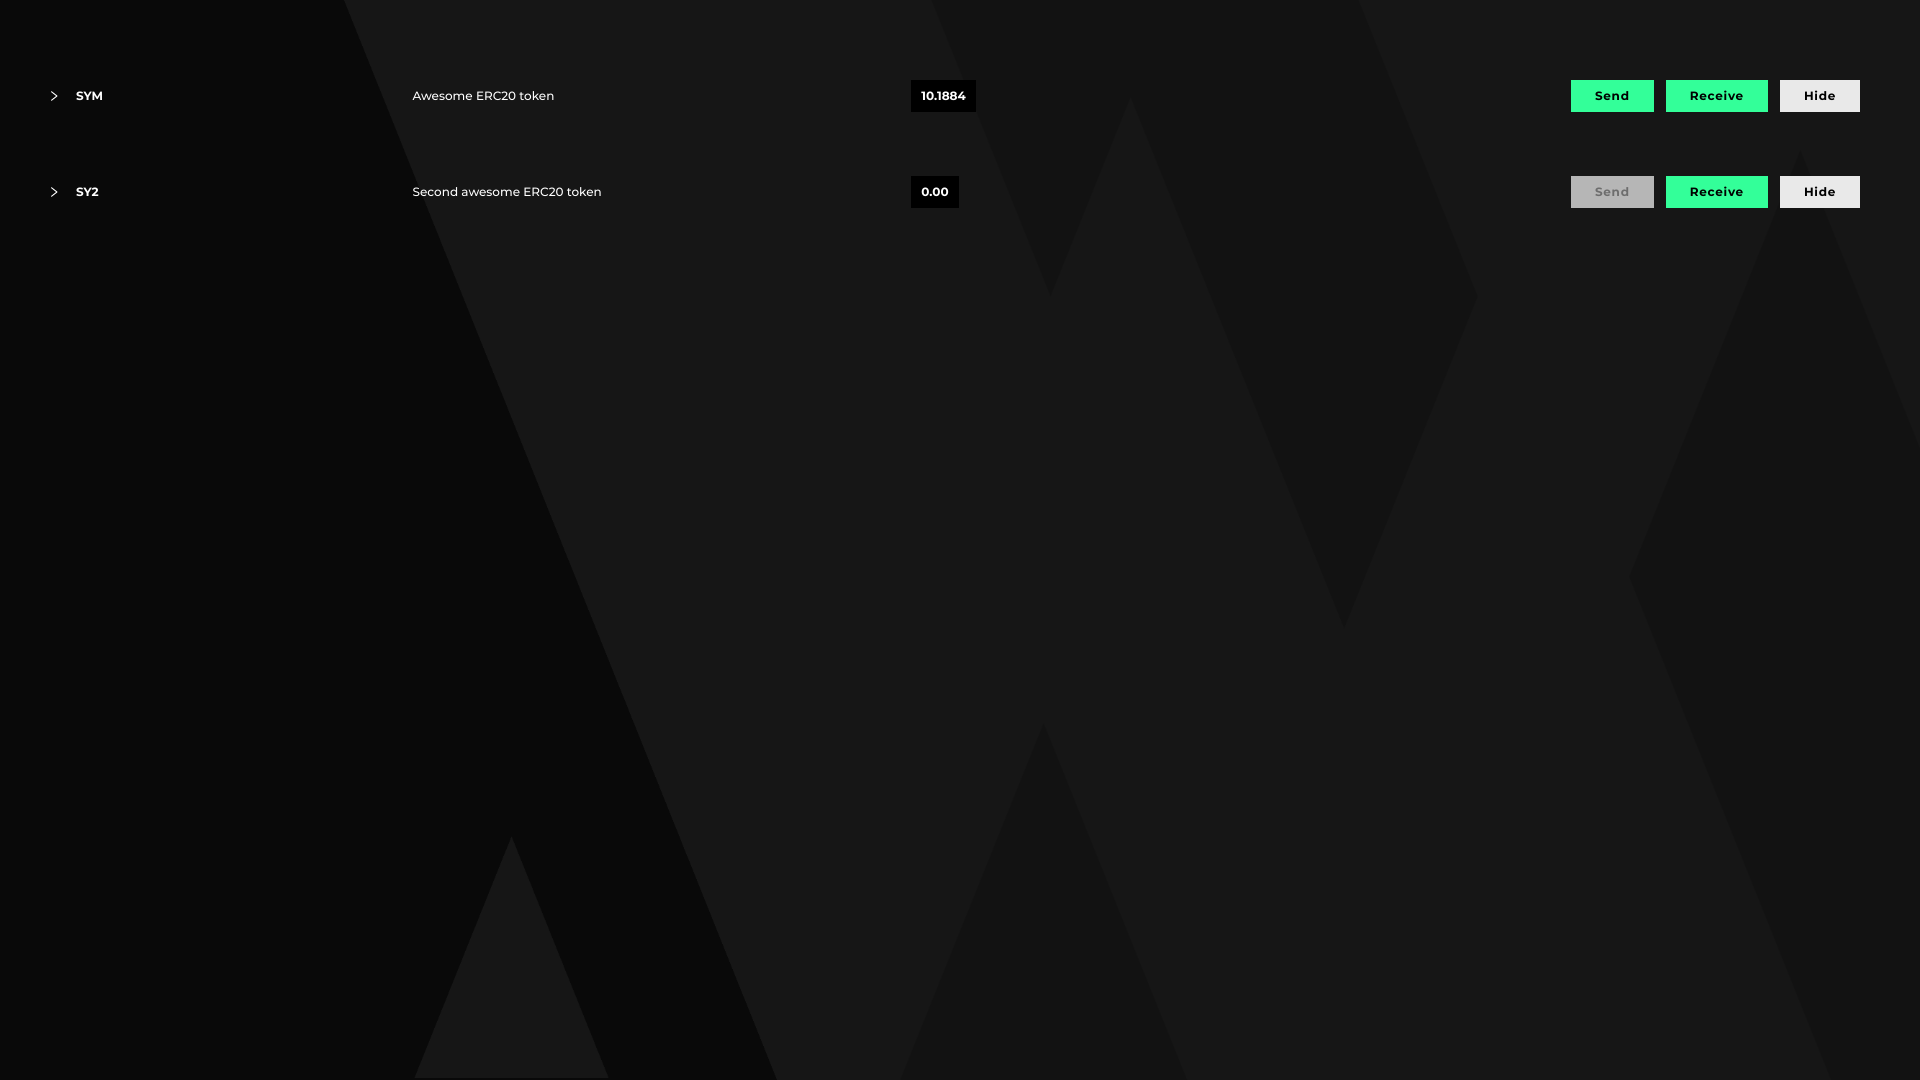 SYM Awesome ERC20 token 10.1884 Send Receive Hide
SY2 Second awesome ERC20 token 0.00 Send Receive Hide